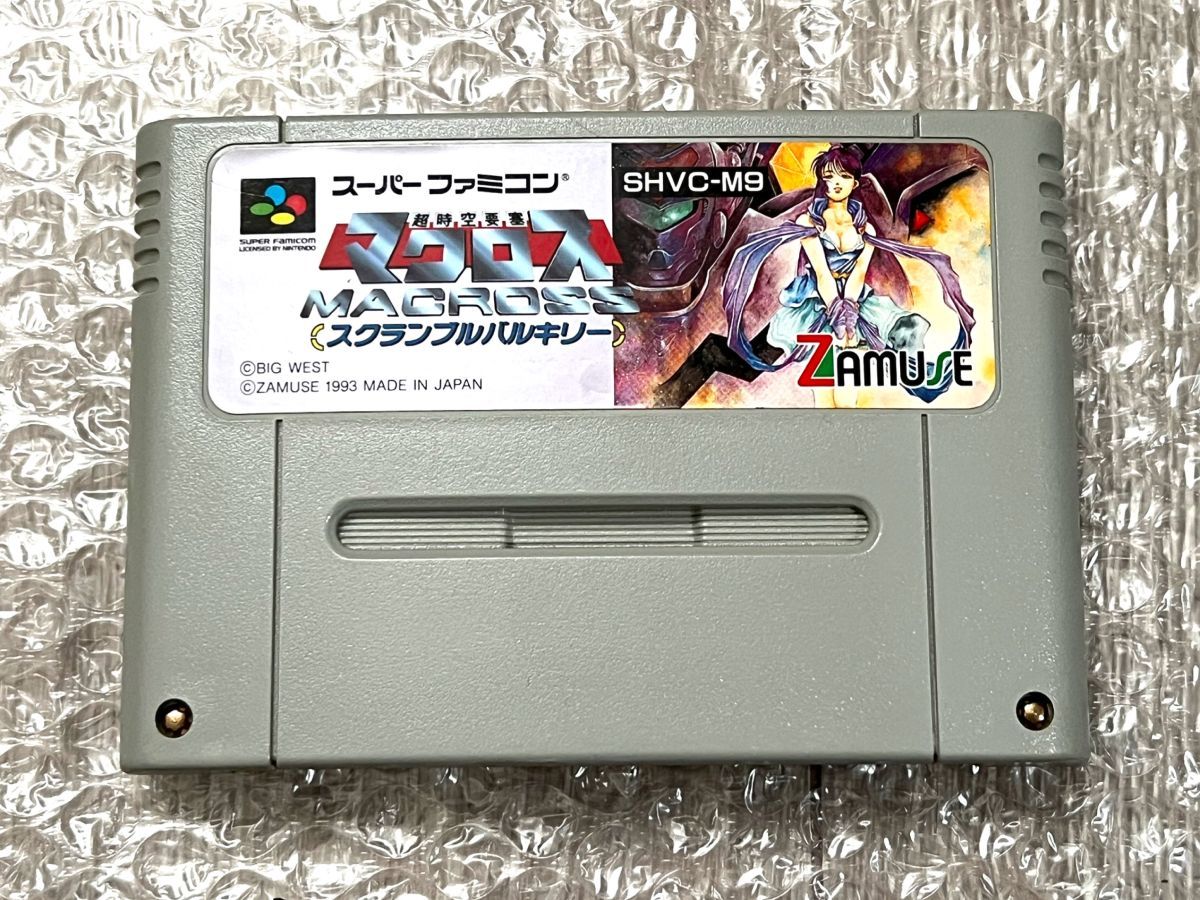 スーパー ファミコン®
SUPER FAMICOM
LICENSED BY NINTENDO
超時空要塞
マクロス
MACROSS
スクランブルバルキリー
©BIG WEST
©ZAMUSE 1993 MADE IN JAPAN
SHVC-M9
ZAMUSE